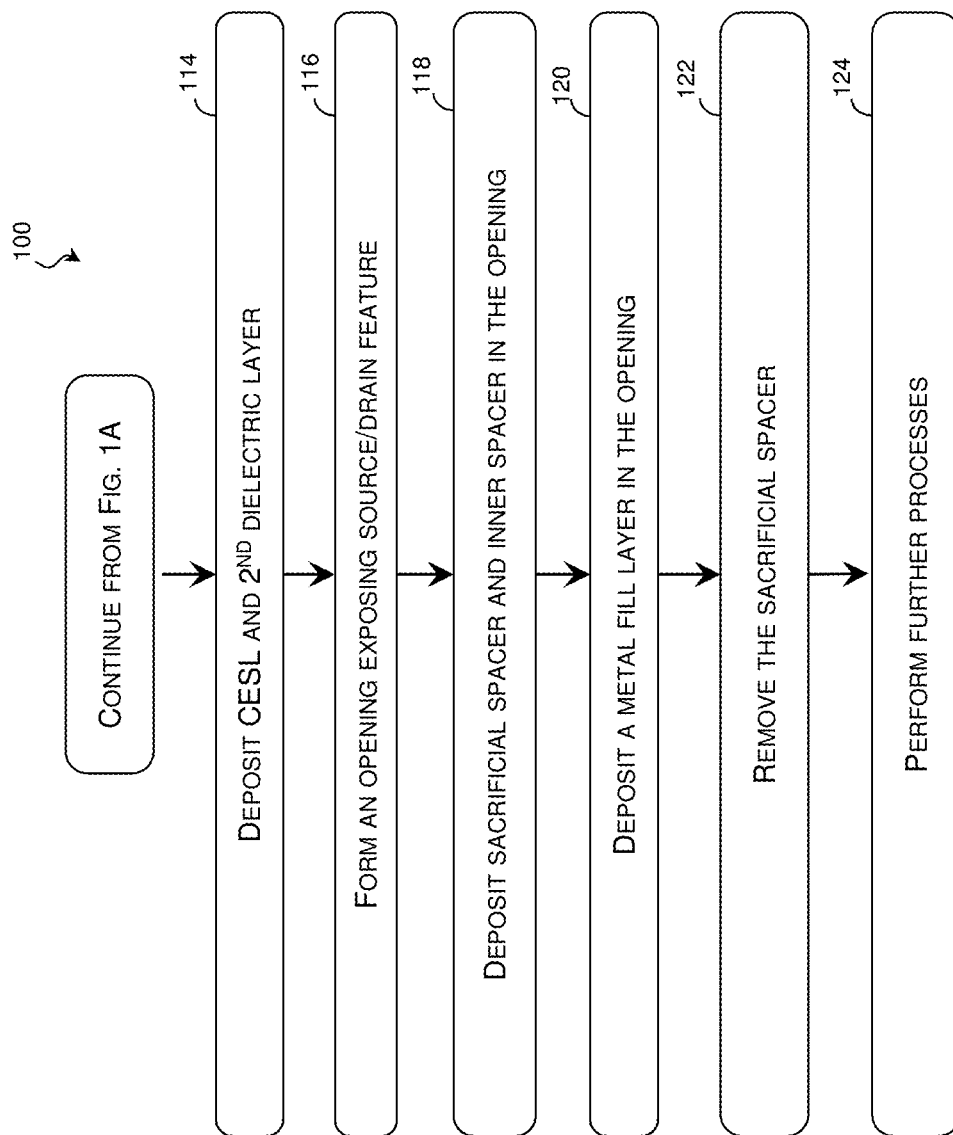 100
CONTINUE FROM FIG. 1A
114
DEPOSIT CESL AND 2ND DIELECTRIC LAYER
116
FORM AN OPENING EXPOSING SOURCE/DRAIN FEATURE
118
DEPOSIT SACRIFICIAL SPACER AND INNER SPACER IN THE OPENING
120
DEPOSIT A METAL FILL LAYER IN THE OPENING
122
REMOVE THE SACRIFICIAL SPACER
124
PERFORM FURTHER PROCESSES